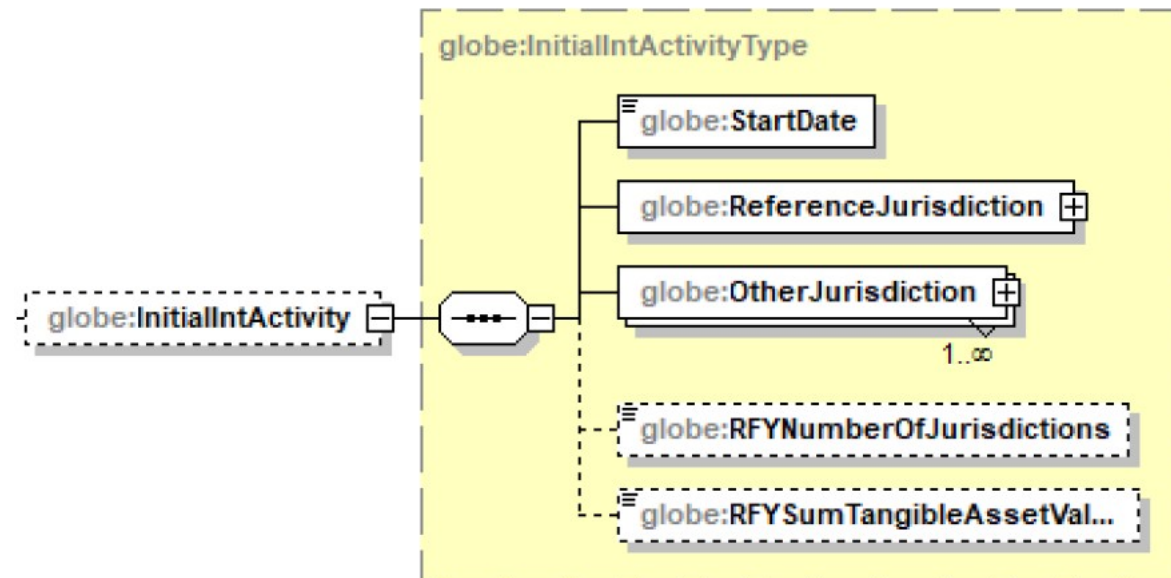 globe:InitialIntActivityType
globe:StartDate
globe:ReferenceJurisdiction
globe:OtherJurisdiction
1..∞
globe:InitialIntActivity
globe:RFYNumberOfJurisdictions
globe:RFYSumTangibleAssetVal...